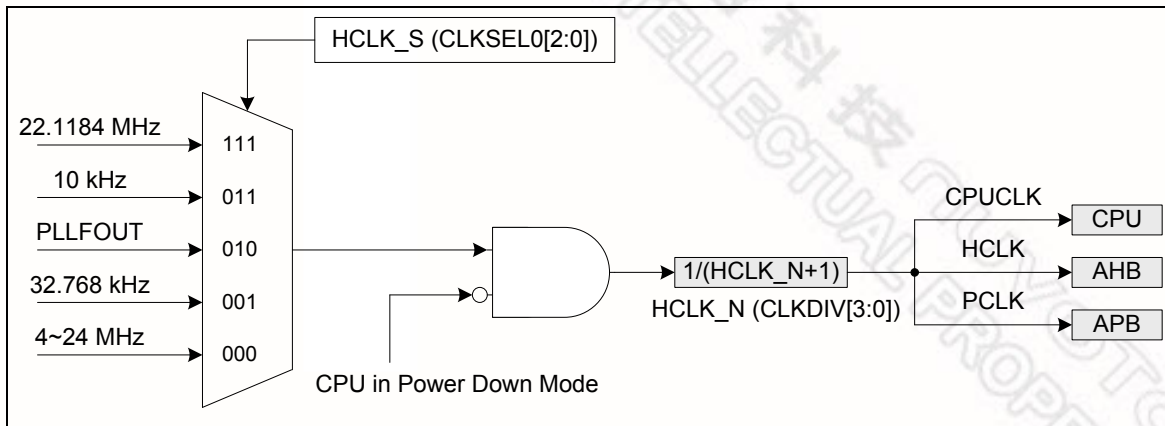 HCLK_S (CLKSEL0[2:0])
22.1184 MHz
111
10 kHz
011
PLLFOUT
010
32.768 kHz
001
4~24 MHz
000
CPU in Power Down Mode
1/(HCLK_N+1)
HCLK_N (CLKDIV[3:0])
CPUCLK
CPU
HCLK
AHB
PCLK
APB
科技